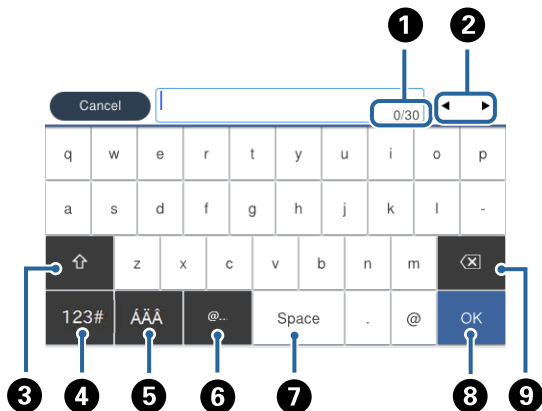 1 2
Cancel 0/30
q w e r t y u i o p
a s d f g h j k l -
z x c v b n m
123# ÁÄÂ @... Space . @ OK
3 4 5 6 7 8 9